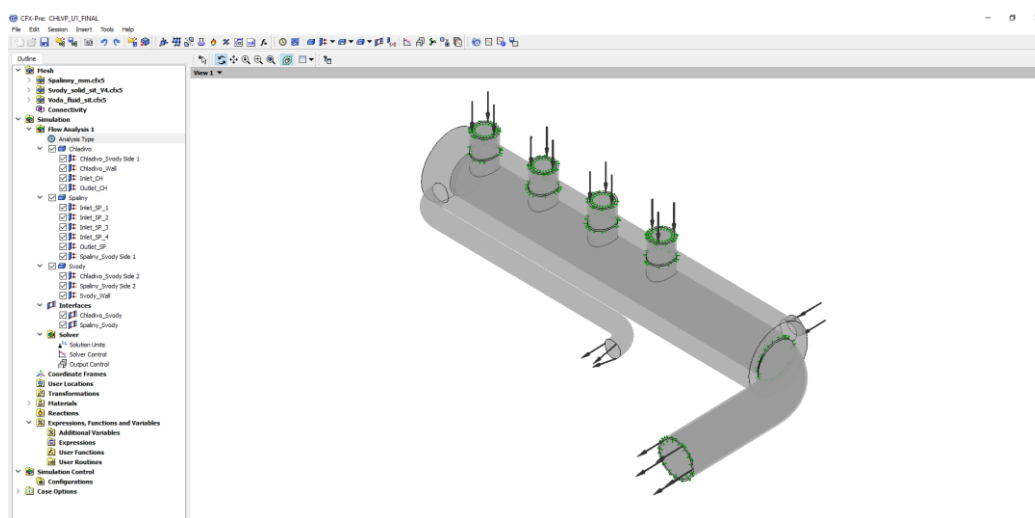 CFX-Pre: CHLVP_U1_FINAL
File Edit Session Insert Tools Help
Outline
View 1
Mesh
Spalinny_mm.cfx5
Svody_solid_sit_V4.cfx5
Voda_fluid_sit.cfx5
Connectivity
Simulation
Flow Analysis 1
Analysis Type
Chladivo
Chladivo_Svody Side 1
Chladivo_Wall
Inlet_CH
Outlet_CH
Spaliny
Inlet_SP_1
Inlet_SP_2
Inlet_SP_3
Inlet_SP_4
Outlet_SP
Spaliny_Svody Side 1
Svody
Chladivo_Svody Side 2
Spaliny_Svody Side 2
Svody_Wall
Interfaces
Chladivo_Svody
Spaliny_Svody
Solver
Solution Units
Solver Control
Output Control
Coordinate Frames
User Locations
Transformations
Materials
Reactions
Expressions, Functions and Variables
Additional Variables
Expressions
User Functions
User Routines
Simulation Control
Configurations
Case Options